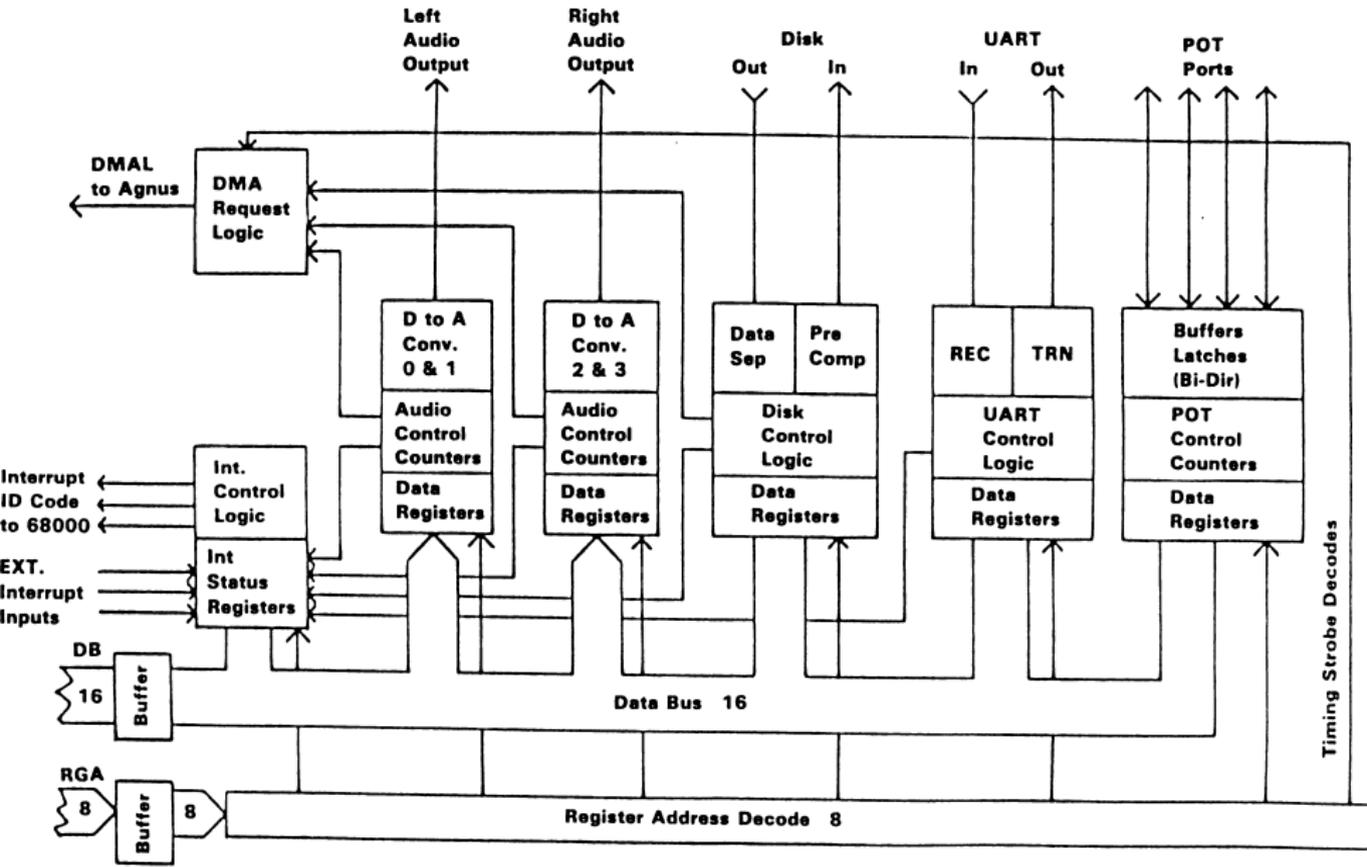 Left
Audio
Output
Right
Audio
Output
Disk
Out
In
UART
In
Out
POT
Ports
DMAL
to Agnus
DMA
Request
Logic
D to A
Conv.
0 & 1
Audio
Control
Counters
Data
Registers
D to A
Conv.
2 & 3
Audio
Control
Counters
Data
Registers
Data
Sep
Pre
Comp
Disk
Control
Logic
Data
Registers
REC
TRN
UART
Control
Logic
Data
Registers
Buffers
Latches
(Bi-Dir)
POT
Control
Counters
Data
Registers
Interrupt
ID Code
to 68000
Int.
Control
Logic
EXT.
Interrupt
Inputs
Int
Status
Registers
DB
16
Buffer
Data Bus 16
Timing Strobe Decodes
RGA
8
Buffer
8
Register Address Decode 8